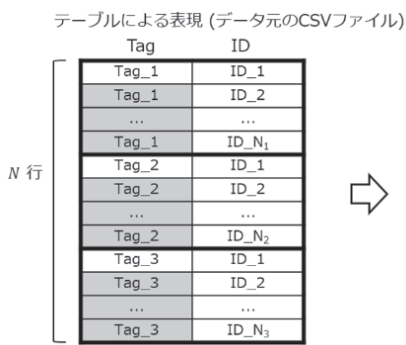 テーブルによる表現 (データ元のCSVファイル)
Tag ID
Tag_1 ID_1
Tag_1 ID_2
... ...
Tag_1 ID_N₁
Tag_2 ID_1
N 行
Tag_2 ID_2
... ...
Tag_2 ID_N₂
Tag_3 ID_1
Tag_3 ID_2
... ...
Tag_3 ID_N₃